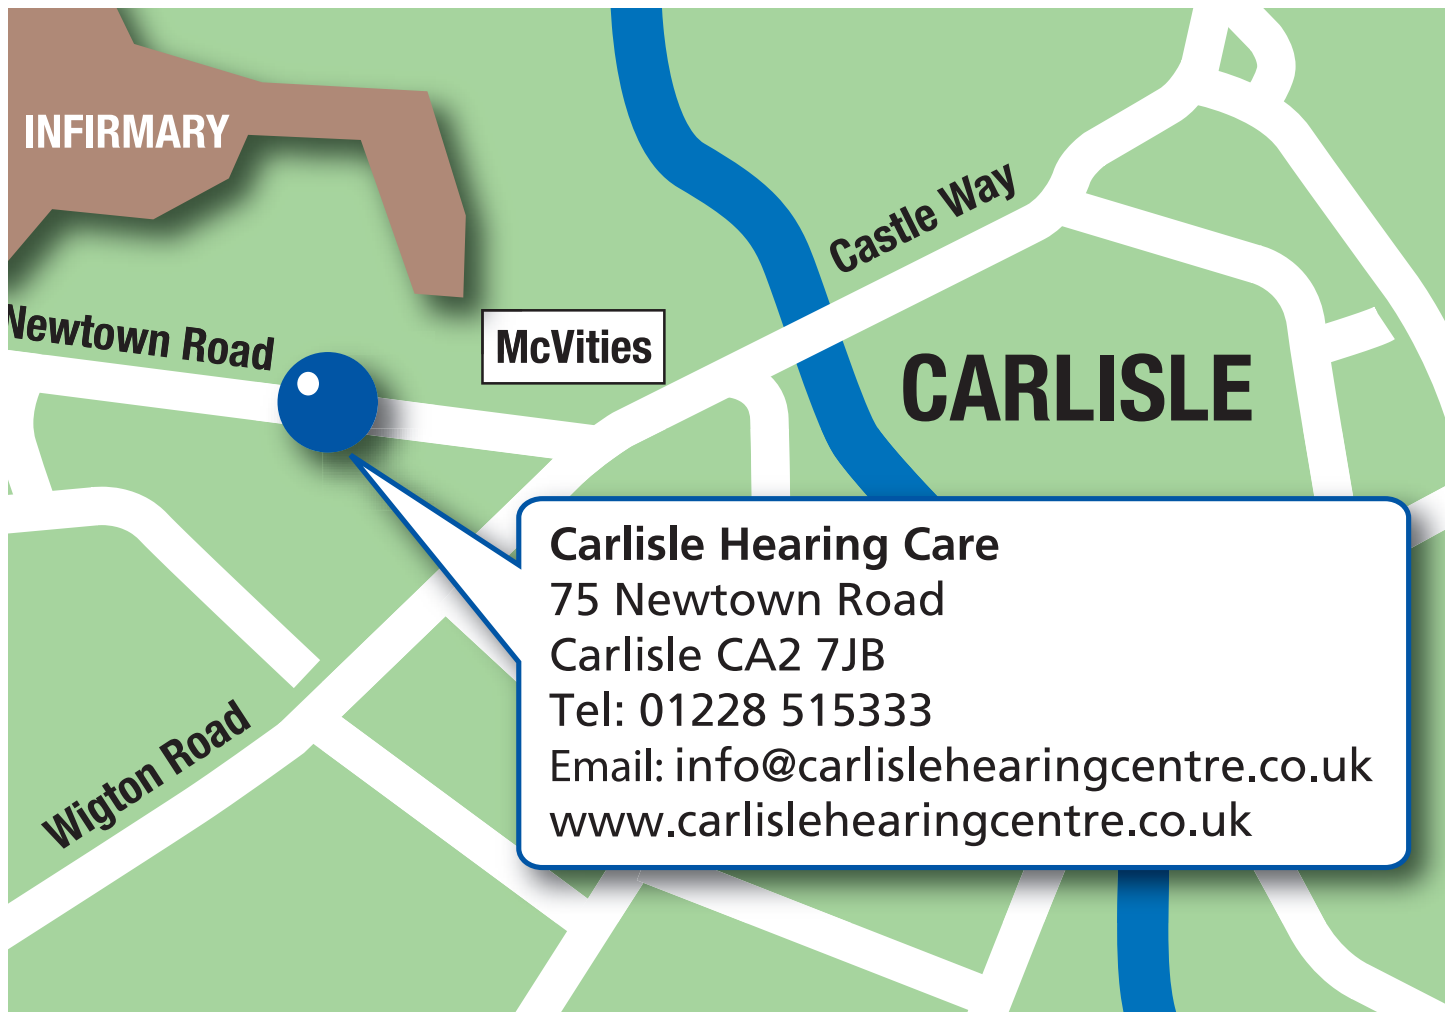 INFIRMARY
Castle Way
Newtown Road
McVities
CARLISLE
Carlisle Hearing Care
75 Newtown Road
Carlisle CA2 7JB
Tel: 01228 515333
Email: info@carlislehearingcentre.co.uk
www.carlislehearingcentre.co.uk
Wigton Road